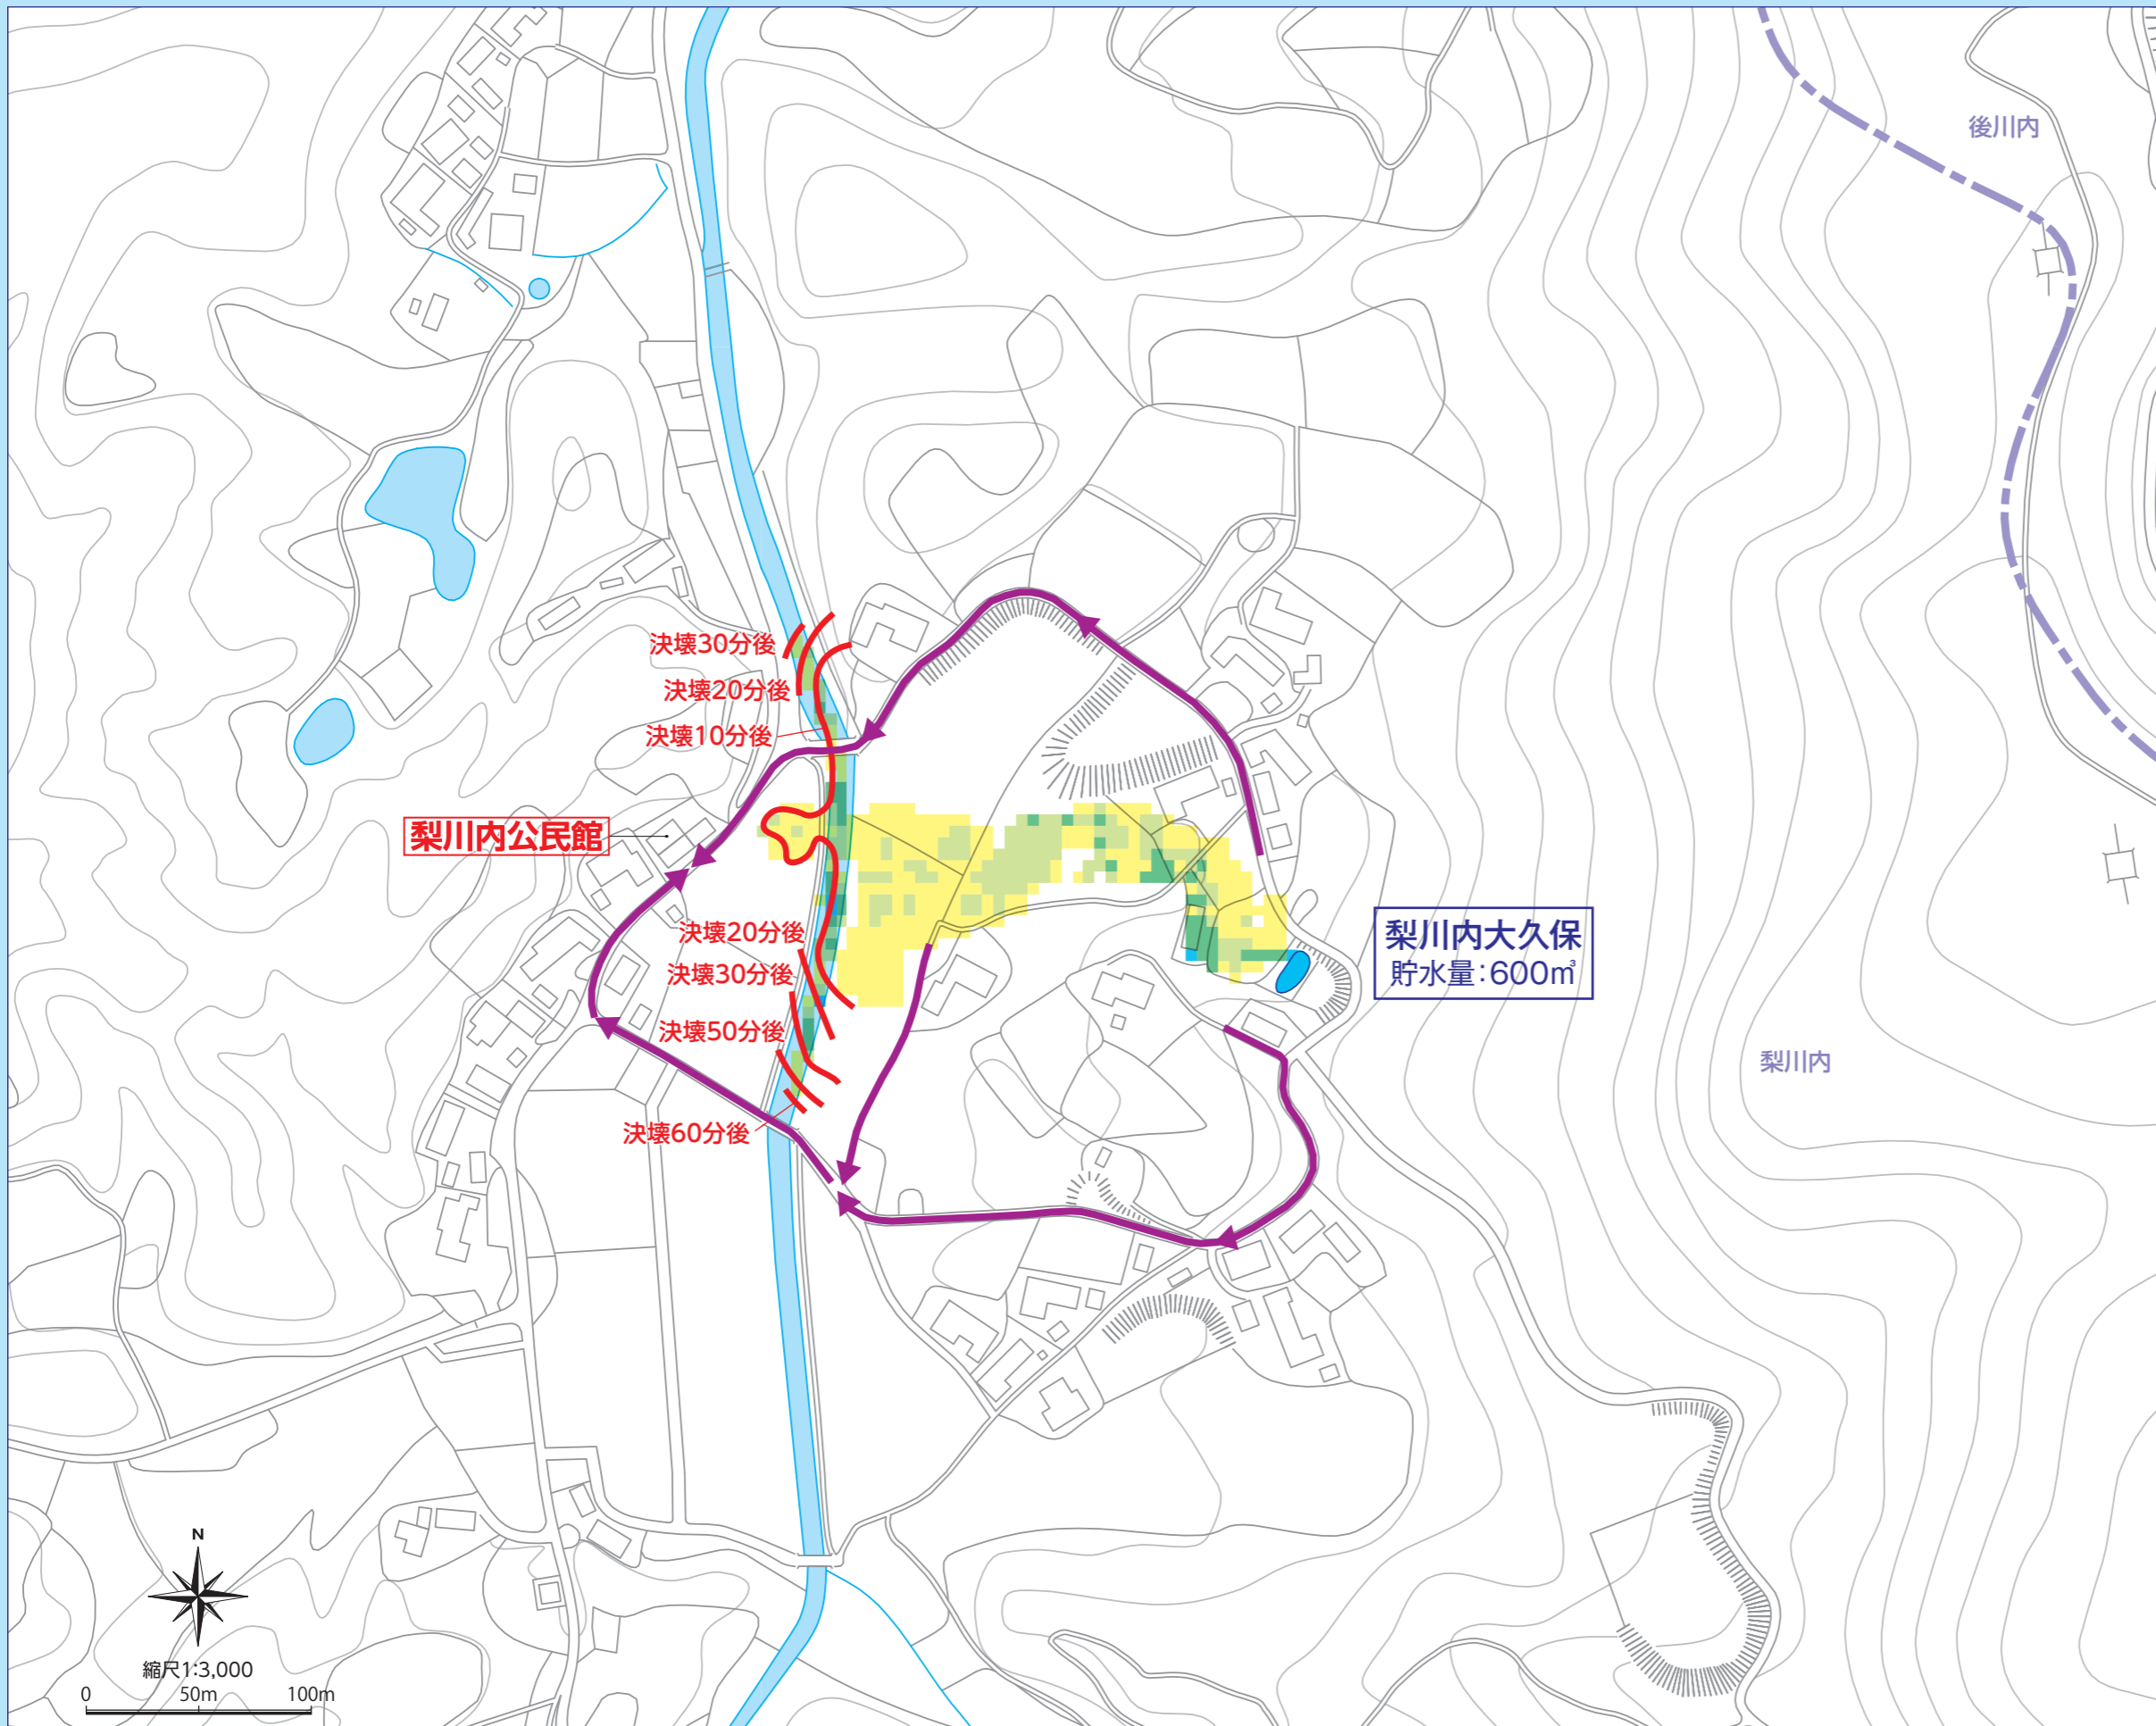 後川内
決壊30分後
決壊20分後
決壊10分後
梨川内公民館
決壊20分後
決壊30分後
決壊50分後
決壊60分後
梨川内大久保
貯水量：600㎥
梨川内
N
縮尺1:3,000
0 50m 100m